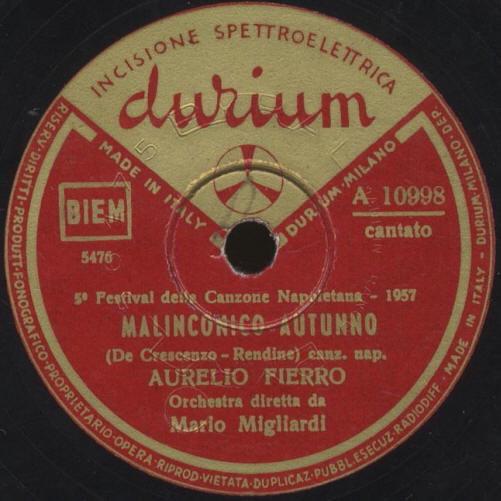 INCISIONE SPETTROELETTRICA
durium
MADE IN ITALY
DURIUM MILANO
BIEM
5476
A 10998
cantato
5º Festival della Canzone Napoletana - 1957
MALINCONICO AUTUNNO
(De Crescenzo - Rendine) canz. nap.
AURELIO FIERRO
Orchestra diretta da
Mario Migliardi
RISERV·DIRITTI·PRODUTT·FONOGRAFICO·PROPRIETARIO·OPERA·RIPROD·VIETATA·DUPLICAZ·PUBBL.ESECUZ·RADIODIFF· MADE IN ITALY - DURIUM-MILANO DEP.